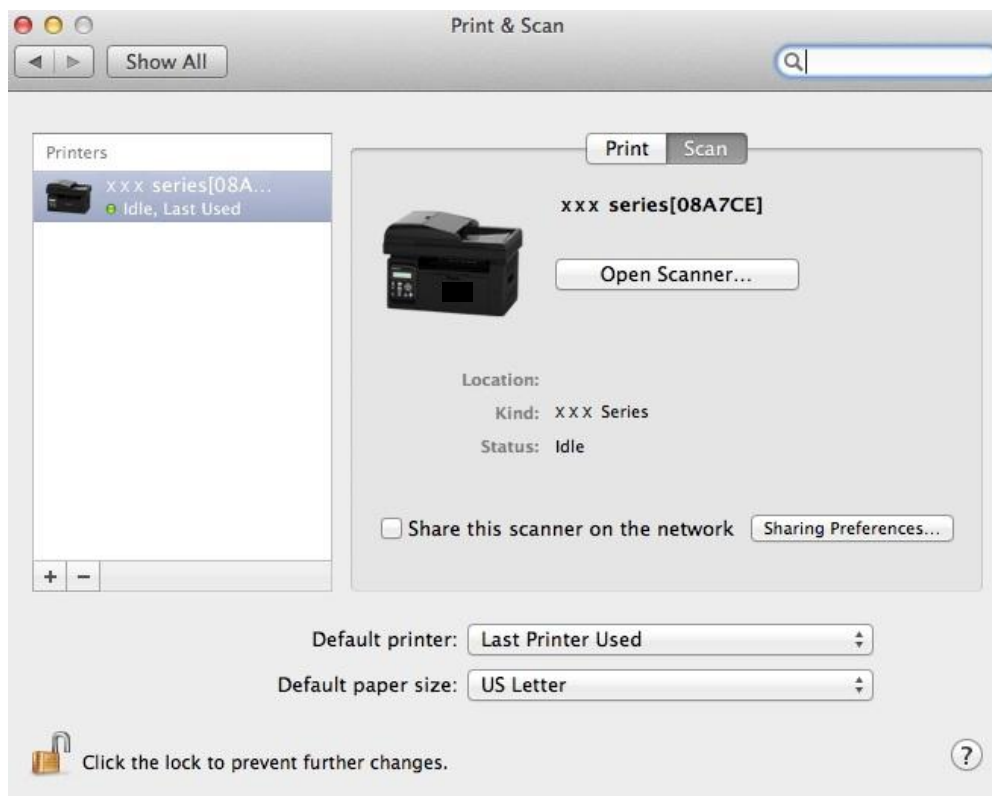 Print & Scan
Show All
Printers
xxx series[08A...
Idle, Last Used
Print Scan
xxx series[08A7CE]
Open Scanner...
Location:
Kind: XXX Series
Status: Idle
Share this scanner on the network Sharing Preferences...
+ −
Default printer: Last Printer Used
Default paper size: US Letter
Click the lock to prevent further changes.
?